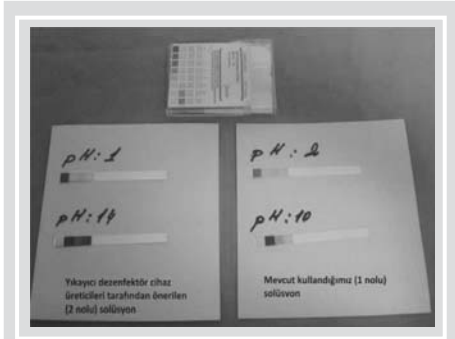 pH: 1
pH: 14
Yıkayıcı dezenfektör cihaz
üreticileri tarafından önerilen
(2 nolu) solüsyon
pH: 2
pH: 10
Mevcut kullandığımız (1 nolu)
solüsvon